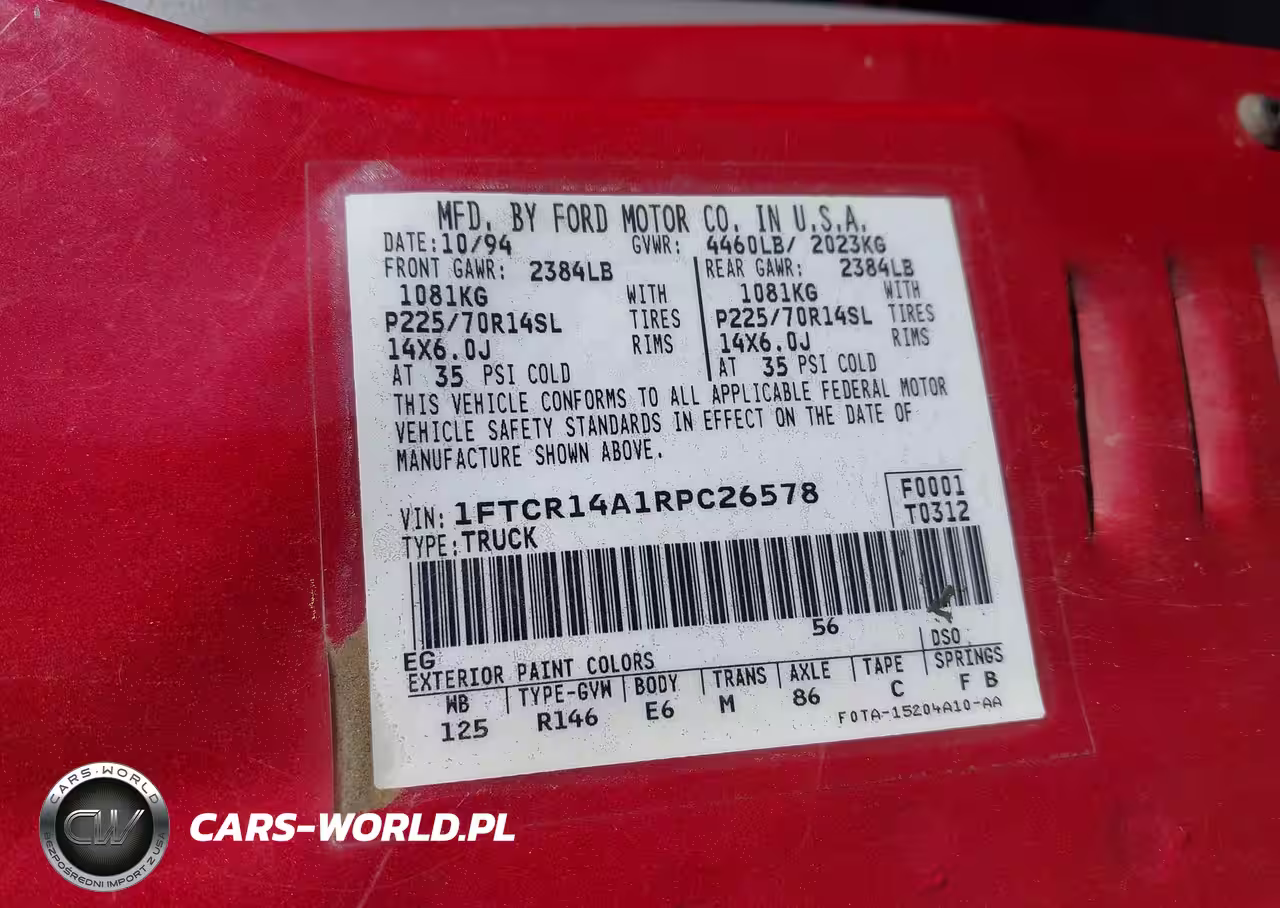 MFD. BY FORD MOTOR CO. IN U.S.A.
DATE: 10/94 GVWR: 4460LB/ 2023KG
FRONT GAWR: 2384LB REAR GAWR: 2384LB
1081KG WITH 1081KG WITH
P225/70R14SL TIRES P225/70R14SL TIRES
14X6.0J RIMS 14X6.0J RIMS
AT 35 PSI COLD AT 35 PSI COLD
THIS VEHICLE CONFORMS TO ALL APPLICABLE FEDERAL MOTOR
VEHICLE SAFETY STANDARDS IN EFFECT ON THE DATE OF
MANUFACTURE SHOWN ABOVE.
VIN: 1FTCR14A1RPC26578 F0001
TYPE: TRUCK T0312
56
EG DSO
EXTERIOR PAINT COLORS
WB TYPE-GVW BODY TRANS AXLE TAPE SPRINGS
125 R146 E6 M 86 C F B
F0TA-15204A10-AA
CARS-WORLD
CW
BEZPOŚREDNI IMPORT Z USA
CARS-WORLD.PL